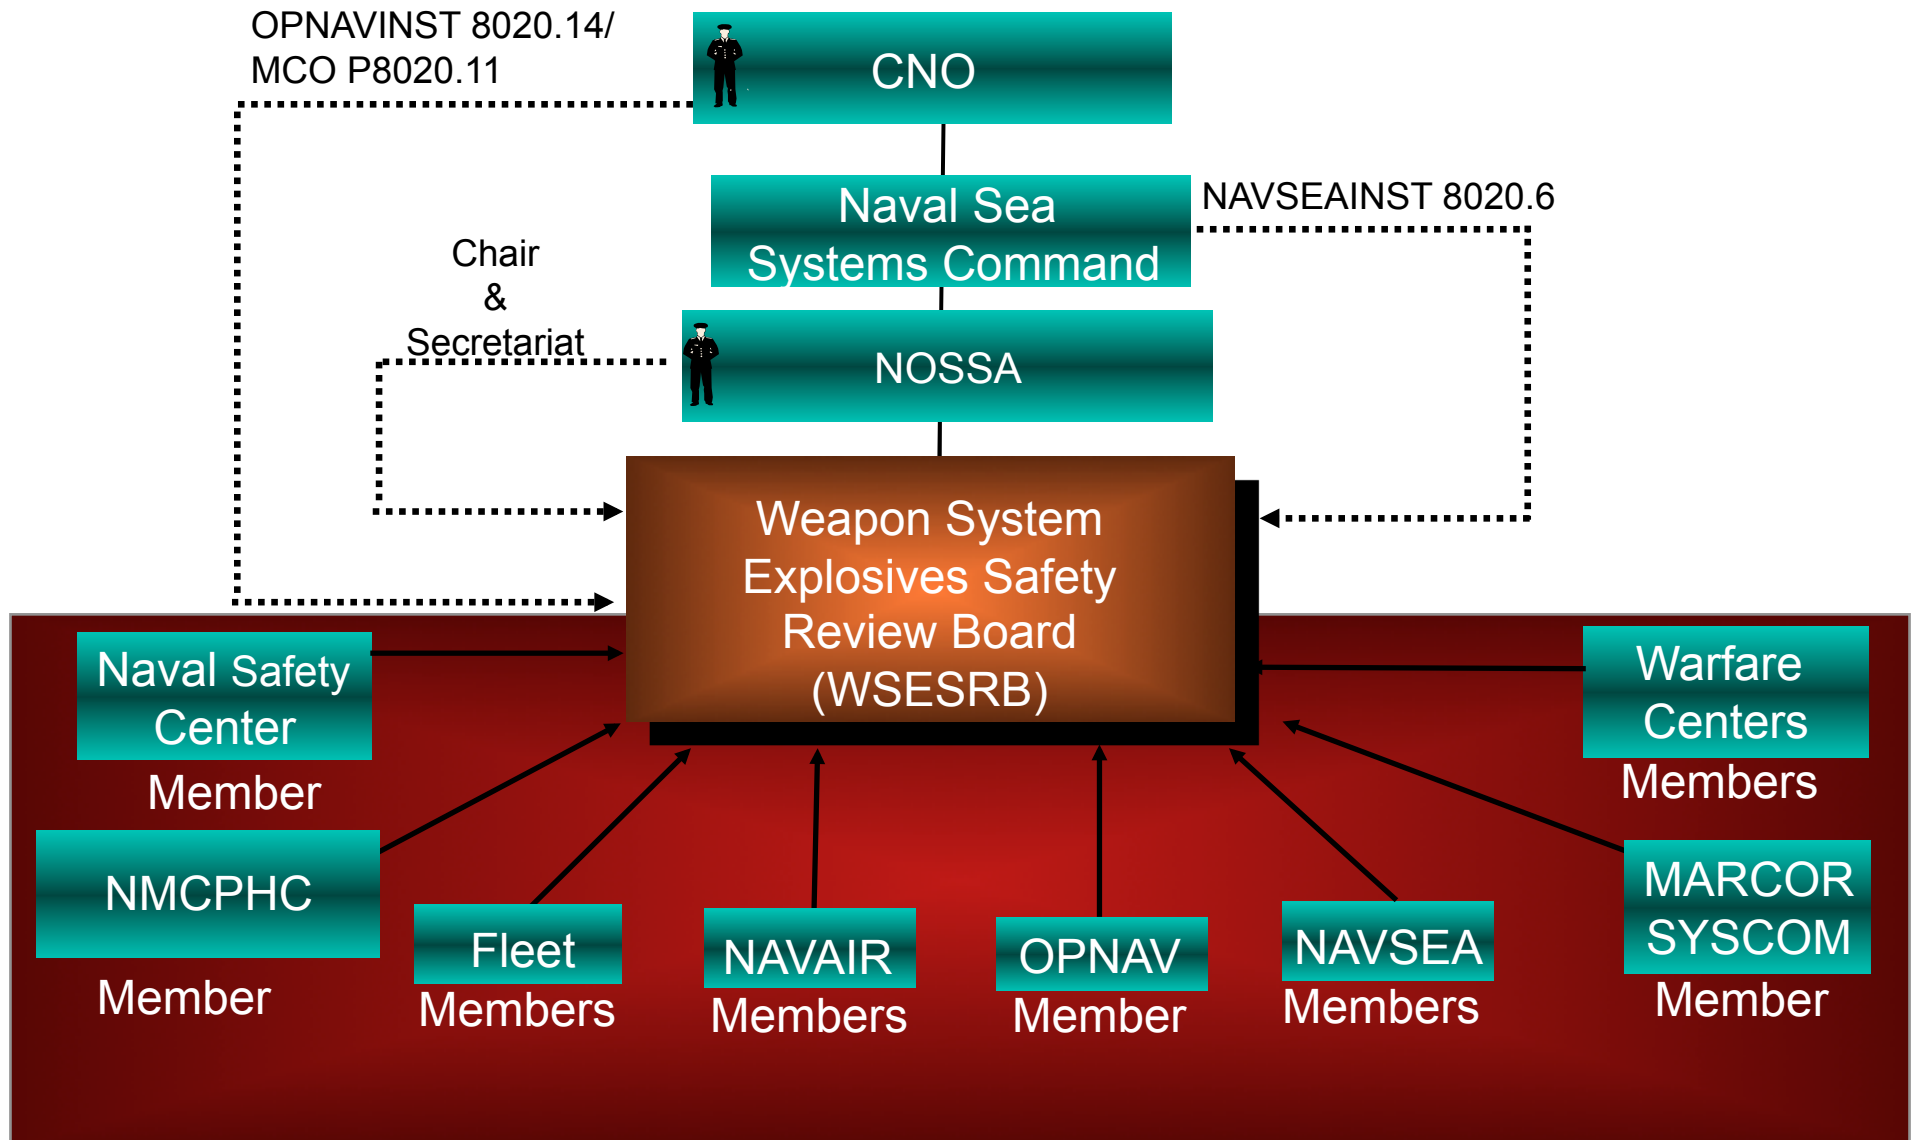 OPNAVINST 8020.14/
MCO P8020.11
CNO
Naval Sea
Systems Command
NAVSEAINST 8020.6
Chair
&
Secretariat
NOSSA
Weapon System
Explosives Safety
Review Board
(WSESRB)
Naval Safety
Center
Member
Warfare
Centers
Members
NMCPHC
Member
Fleet
Members
NAVAIR
Members
OPNAV
Member
NAVSEA
Members
MARCOR
SYSCOM
Member